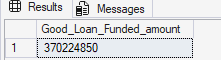 Results Messages
Good_Loan_Funded_amount
1 370224850